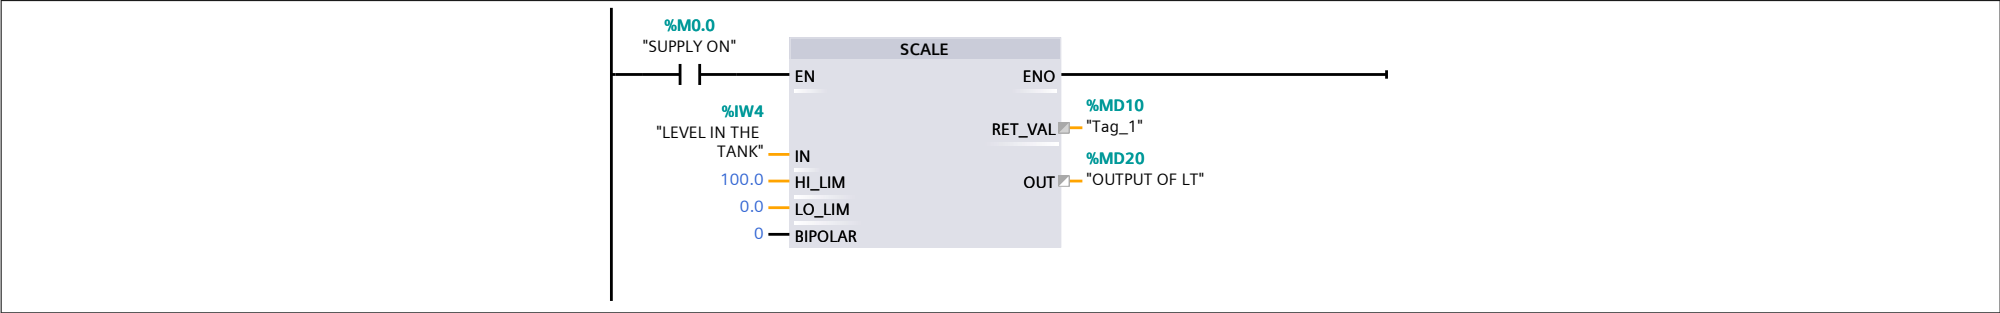 %M0.0
"SUPPLY ON"
SCALE
EN
ENO
%IW4
"LEVEL IN THE
TANK"
IN
%MD10
RET_VAL
"Tag_1"
%MD20
100.0
HI_LIM
OUT
"OUTPUT OF LT"
0.0
LO_LIM
0
BIPOLAR